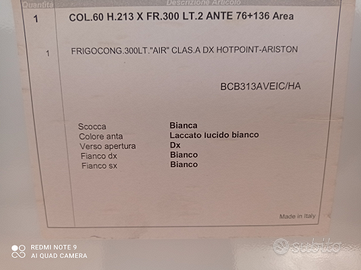 Quantità Descrizione Articolo
1 COL.60 H.213 X FR.300 LT.2 ANTE 76+136 Area
1 FRIGOCONG.300LT."AIR" CLAS.A DX HOTPOINT-ARISTON
BCB313AVEIC/HA
Scocca Bianca
Colore anta Laccato lucido bianco
Verso apertura Dx
Fianco dx Bianco
Fianco sx Bianco
Made in Italy
REDMI NOTE 9
AI QUAD CAMERA
subito